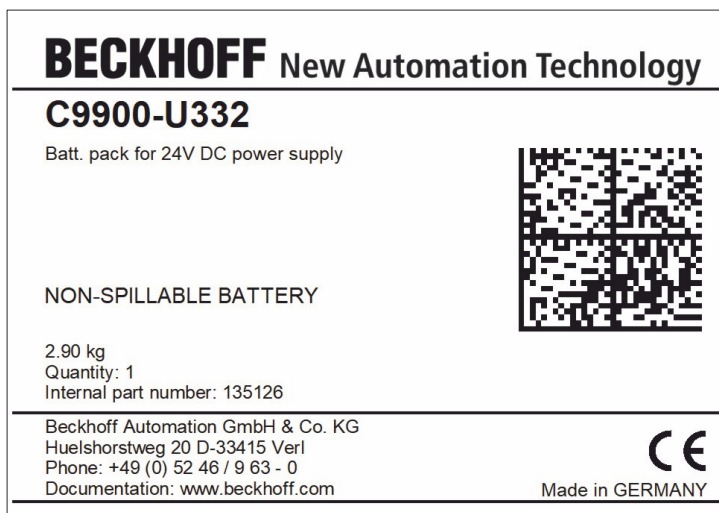 BECKHOFF New Automation Technology
C9900-U332
Batt. pack for 24V DC power supply
NON-SPILLABLE BATTERY
2.90 kg
Quantity: 1
Internal part number: 135126
Beckhoff Automation GmbH & Co. KG
Huelshorstweg 20 D-33415 Verl
Phone: +49 (0) 52 46 / 9 63 - 0
Documentation: www.beckhoff.com
CE
Made in GERMANY